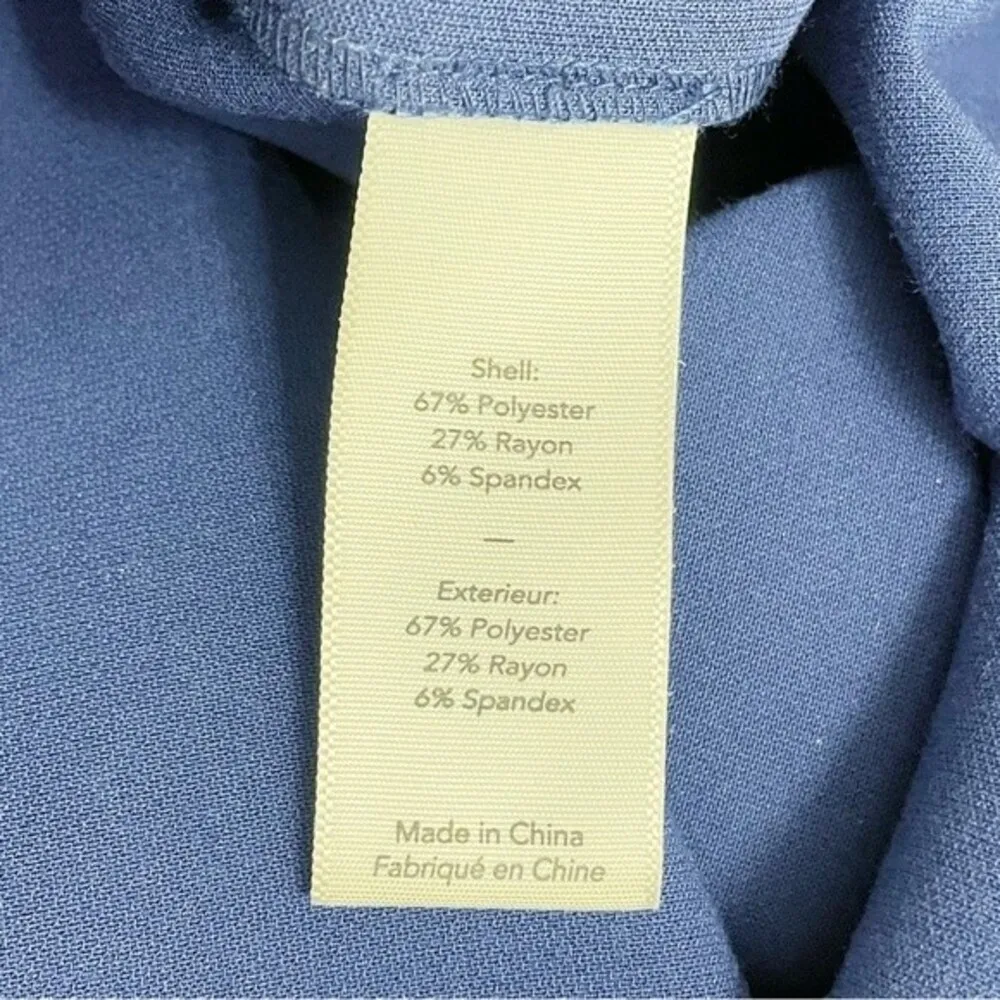 Shell:
67% Polyester
27% Rayon
6% Spandex
—
Exterieur:
67% Polyester
27% Rayon
6% Spandex
Made in China
Fabriqué en Chine